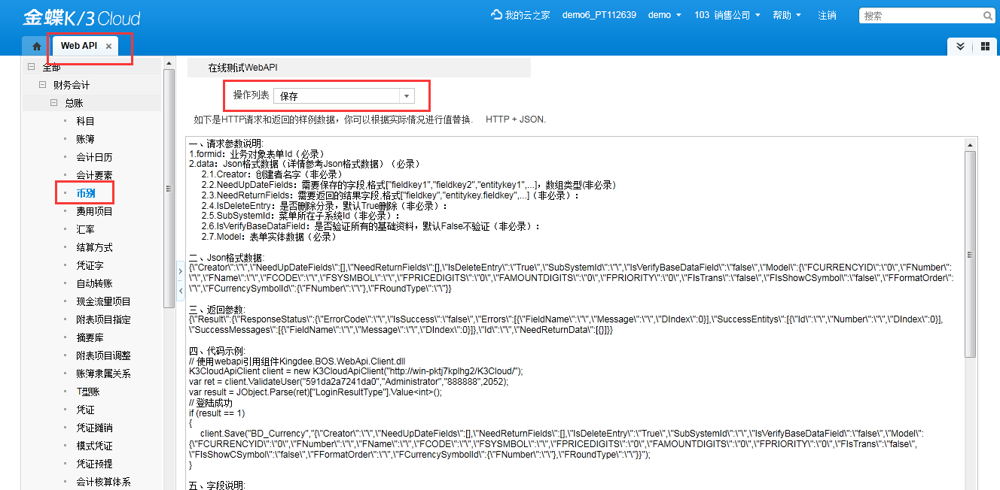 金蝶K/3 Cloud
我的云之家 demo6_PT112639 demo 103 销售公司 帮助 注销 搜索
Web API ×
全部
财务会计
总账
科目
账簿
会计日历
会计要素
币别
费用项目
汇率
结算方式
凭证字
自动转账
现金流量项目
附表项目指定
摘要库
附表项目调整
账簿隶属关系
T型账
凭证
凭证摊销
模式凭证
凭证预提
会计核算体系
在线测试WebAPI
操作列表 保存
如下是HTTP请求和返回的样例数据，你可以根据实际情况进行值替换. HTTP + JSON.
一、请求参数说明:
1.formid：业务对象表单Id（必录）
2.data：Json格式数据（详情参考Json格式数据）（必录）
2.1.Creator：创建者名字（非必录）
2.2.NeedUpDateFields：需要保存的字段,格式["fieldkey1","fieldkey2","entitykey1",...]，数组类型(非必录)
2.3.NeedReturnFields：需要返回的结果字段,格式["fieldkey","entitykey.fieldkey",...]（非必录）：
2.4.IsDeleteEntry：是否删除分录，默认True删除（非必录）：
2.5.SubSystemId：菜单所在子系统Id（非必录）：
2.6.IsVerifyBaseDataField：是否验证所有的基础资料，默认False不验证（非必录）：
2.7.Model：表单实体数据（必录）
二、Json格式数据:
{\"Creator\":\"\",\"NeedUpDateFields\":[],\"NeedReturnFields\":[],\"IsDeleteEntry\":\"True\",\"SubSystemId\":\"\",\"IsVerifyBaseDataField\":\"false\",\"Model\":{\"FCURRENCYID\":\"0\",\"FNumber\":
\"\",\"FName\":\"\",\"FCODE\":\"\",\"FSYSMBOL\":\"\",\"FPRICEDIGITS\":\"0\",\"FAMOUNTDIGITS\":\"0\",\"FPRIORITY\":\"0\",\"FIsTrans\":\"false\",\"FIsShowCSymbol\":\"false\",\"FFormatOrder\":
\"\",\"FCurrencySymbolId\":{\"FNumber\":\"\"},\"FRoundType\":\"\"}}
三、返回参数:
{\"Result\":{\"ResponseStatus\":{\"ErrorCode\":\"\",\"IsSuccess\":\"false\",\"Errors\":[{\"FieldName\":\"\",\"Message\":\"\",\"DIndex\":0}],\"SuccessEntitys\":[{\"Id\":\"\",\"Number\":\"\",\"DIndex\":0}],
\"SuccessMessages\":[{\"FieldName\":\"\",\"Message\":\"\",\"DIndex\":0}]},\"Id\":\"\",\"NeedReturnData\":[{}]}}
四、代码示例:
// 使用webapi引用组件Kingdee.BOS.WebApi.Client.dll
K3CloudApiClient client = new K3CloudApiClient("http://win-pktj7kplhg2/K3Cloud/");
var ret = client.ValidateUser("591da2a7241da0","Administrator","888888",2052);
var result = JObject.Parse(ret)["LoginResultType"].Value<int>();
// 登陆成功
if (result == 1)
{
client.Save("BD_Currency","{\"Creator\":\"\",\"NeedUpDateFields\":[],\"NeedReturnFields\":[],\"IsDeleteEntry\":\"True\",\"SubSystemId\":\"\",\"IsVerifyBaseDataField\":\"false\",\"Model\":
{\"FCURRENCYID\":\"0\",\"FNumber\":\"\",\"FName\":\"\",\"FCODE\":\"\",\"FSYSMBOL\":\"\",\"FPRICEDIGITS\":\"0\",\"FAMOUNTDIGITS\":\"0\",\"FPRIORITY\":\"0\",\"FIsTrans\":\"false\",
\"FIsShowCSymbol\":\"false\",\"FFormatOrder\":\"\",\"FCurrencySymbolId\":{\"FNumber\":\"\"},\"FRoundType\":\"\"}}");
}
五、字段说明: